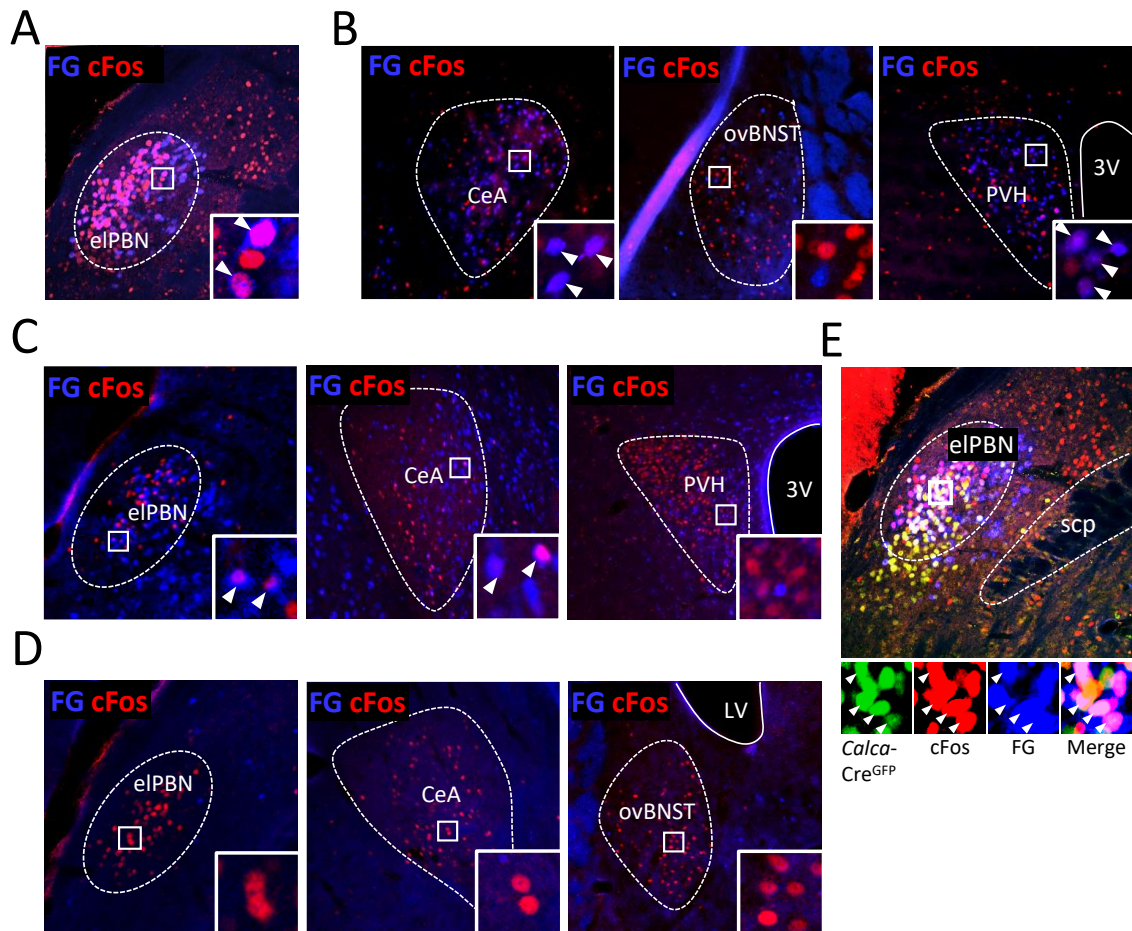 A
FG cFos
elPBN
B
FG cFos
CeA
FG cFos
ovBNST
FG cFos
PVH
3V
C
FG cFos
elPBN
FG cFos
CeA
FG cFos
PVH
3V
D
FG cFos
elPBN
FG cFos
CeA
FG cFos
LV
ovBNST
E
elPBN
scp
Calca-
CreGFP
cFos
FG
Merge